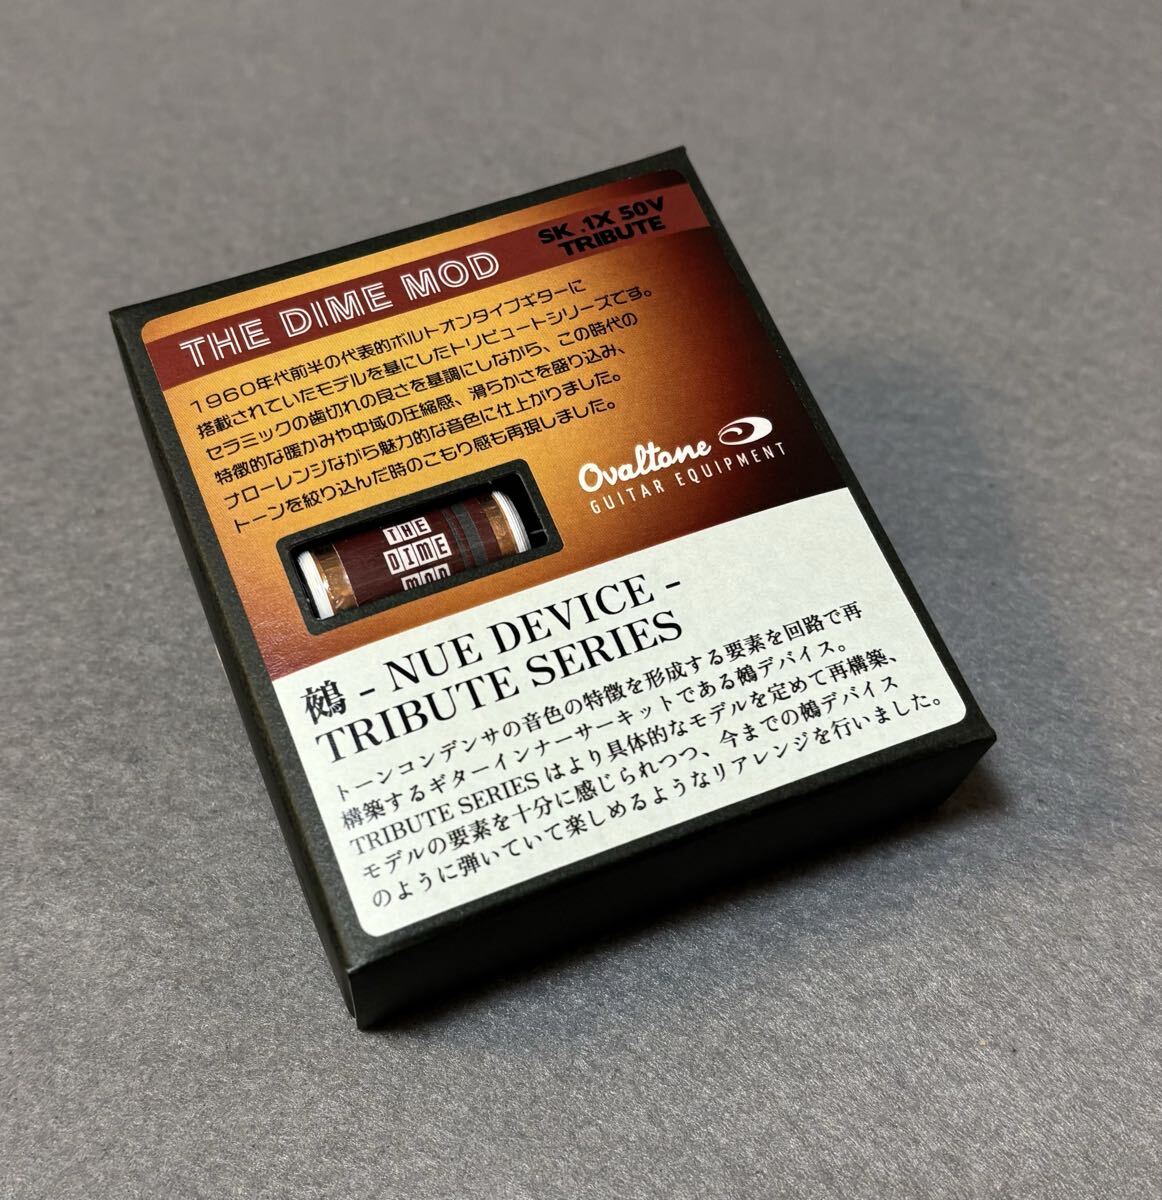 THE DIME MOD
SK .1X 50V
TRIBUTE
1960年代前半の代表的ボルトオンタイプギターに
搭載されていたモデルを基にしたトリビュートシリーズです。
セラミックの歯切れの良さを基調にしながら、この時代の
特徴的な暖かみや中域の圧縮感、滑らかさを盛り込み、
ナローレンジながら魅力的な音色に仕上がりました。
トーンを絞り込んだ時のこもり感も再現しました。
Ovaltone
GUITAR EQUIPMENT
THE
DIME
MOD
鵺 - NUE DEVICE -
TRIBUTE SERIES
トーンコンデンサの音色の特徴を形成する要素を回路で再
構築するギターインナーサーキットである鵺デバイス。
TRIBUTE SERIES はより具体的なモデルを定めて再構築、
モデルの要素を十分に感じられつつ、今までの鵺デバイス
のように弾いていて楽しめるようなリアレンジを行いました。